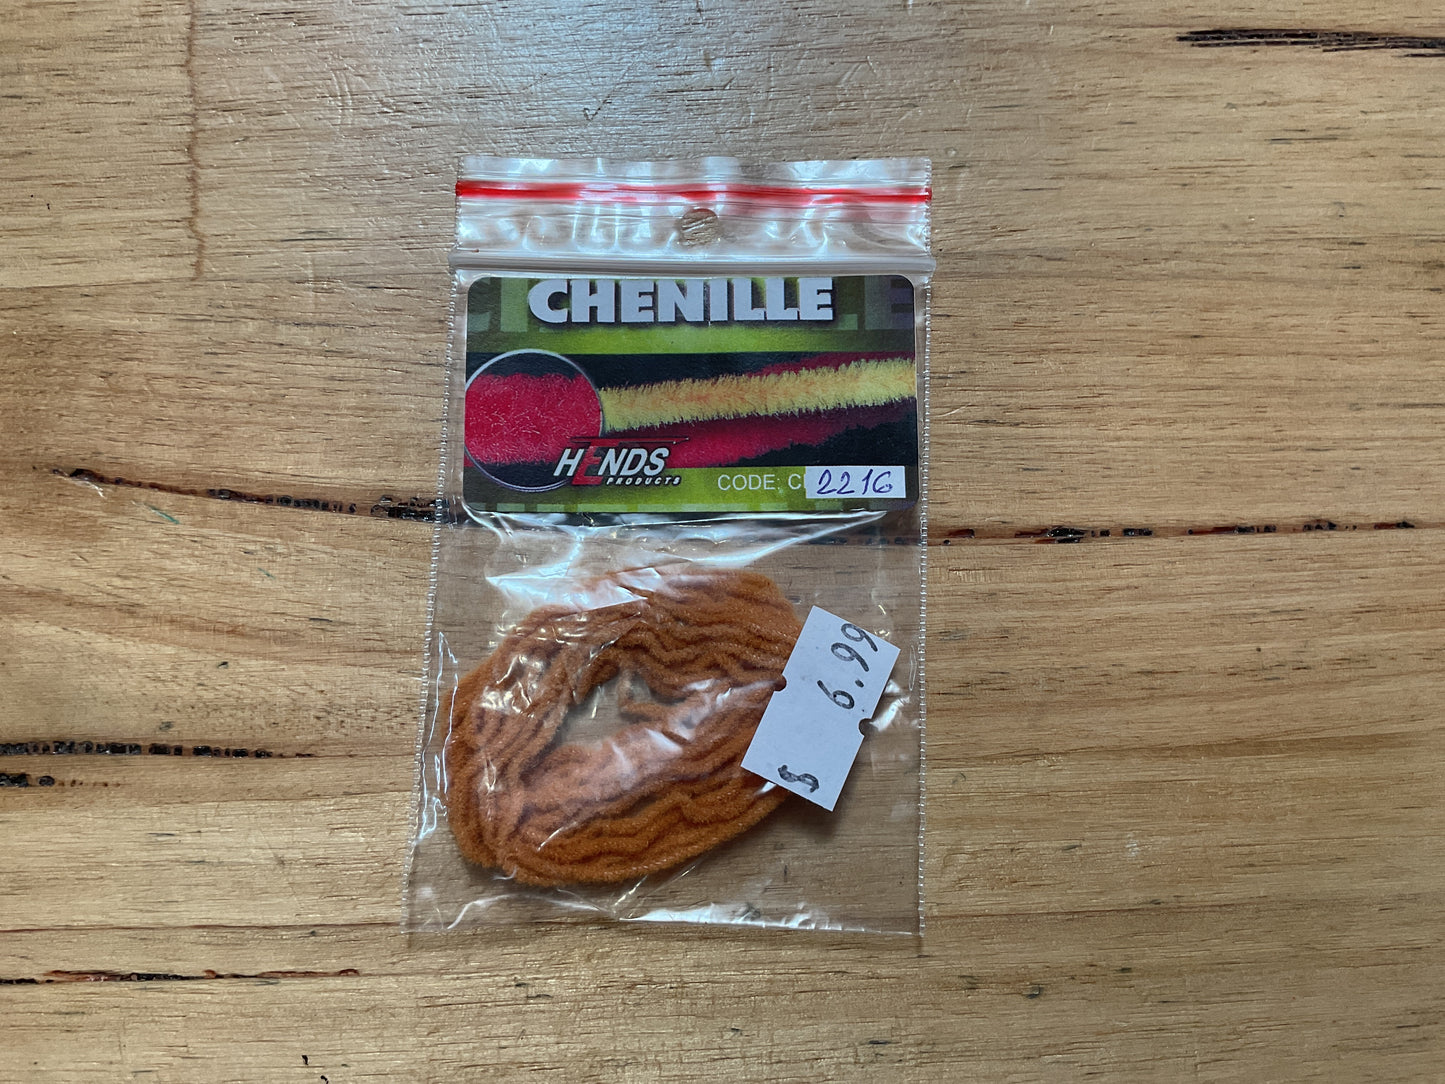 CHENILLE
HENDS
PRODUCTS
CODE: C 2216
$ 6.99